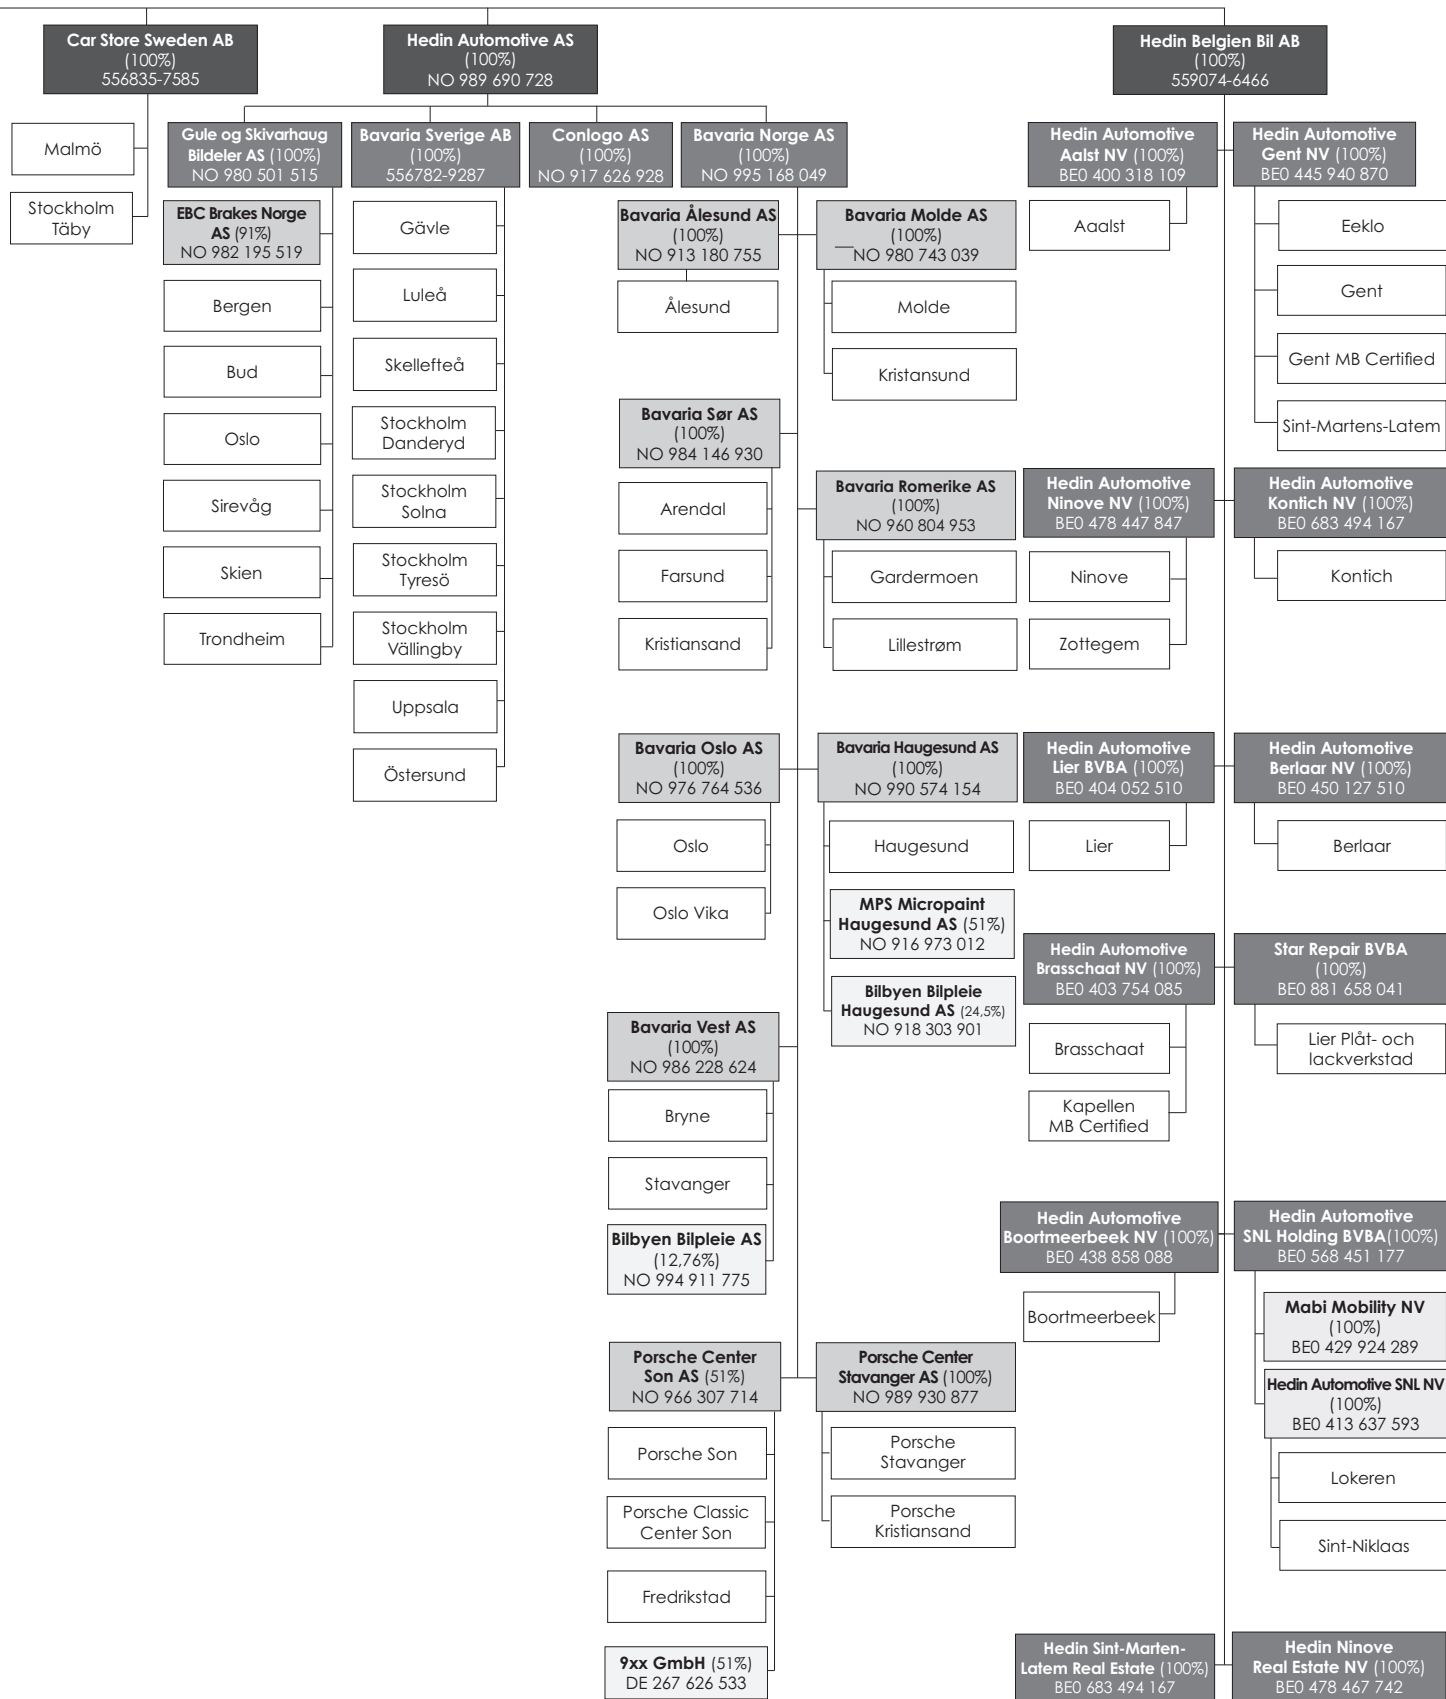 Car Store Sweden AB
(100%)
556835-7585
Malmö
Stockholm
Täby
Hedin Automotive AS
(100%)
NO 989 690 728
Gule og Skivarhaug
Bildeler AS (100%)
NO 980 501 515
EBC Brakes Norge
AS (91%)
NO 982 195 519
Bergen
Bud
Oslo
Sirevåg
Skien
Trondheim
Bavaria Sverige AB
(100%)
556782-9287
Gävle
Luleå
Skellefteå
Stockholm
Danderyd
Stockholm
Solna
Stockholm
Tyresö
Stockholm
Vällingby
Uppsala
Östersund
Conlogo AS
(100%)
NO 917 626 928
Bavaria Norge AS
(100%)
NO 995 168 049
Bavaria Ålesund AS
(100%)
NO 913 180 755
Ålesund
Bavaria Molde AS
(100%)
__NO 980 743 039
Molde
Kristansund
Bavaria Sør AS
(100%)
NO 984 146 930
Arendal
Farsund
Kristiansand
Bavaria Romerike AS
(100%)
NO 960 804 953
Gardermoen
Lillestrøm
Bavaria Oslo AS
(100%)
NO 976 764 536
Oslo
Oslo Vika
Bavaria Haugesund AS
(100%)
NO 990 574 154
Haugesund
MPS Micropaint
Haugesund AS (51%)
NO 916 973 012
Bilbyen Bilpleie
Haugesund AS (24,5%)
NO 918 303 901
Bavaria Vest AS
(100%)
NO 986 228 624
Bryne
Stavanger
Bilbyen Bilpleie AS
(12,76%)
NO 994 911 775
Porsche Center
Son AS (51%)
NO 966 307 714
Porsche Son
Porsche Classic
Center Son
Fredrikstad
9xx GmbH (51%)
DE 267 626 533
Porsche Center
Stavanger AS (100%)
NO 989 930 877
Porsche
Stavanger
Porsche
Kristiansand
Hedin Belgien Bil AB
(100%)
559074-6466
Hedin Automotive
Aalst NV (100%)
BE0 400 318 109
Aaalst
Hedin Automotive
Gent NV (100%)
BE0 445 940 870
Eeklo
Gent
Gent MB Certified
Sint-Martens-Latem
Hedin Automotive
Ninove NV (100%)
BE0 478 447 847
Ninove
Zottegem
Hedin Automotive
Kontich NV (100%)
BE0 683 494 167
Kontich
Hedin Automotive
Lier BVBA (100%)
BE0 404 052 510
Lier
Hedin Automotive
Berlaar NV (100%)
BE0 450 127 510
Berlaar
Hedin Automotive
Brasschaat NV (100%)
BE0 403 754 085
Brasschaat
Kapellen
MB Certified
Star Repair BVBA
(100%)
BE0 881 658 041
Lier Plåt- och
lackverkstad
Hedin Automotive
Boortmeerbeek NV (100%)
BE0 438 858 088
Boortmeerbeek
Hedin Automotive
SNL Holding BVBA(100%)
BE0 568 451 177
Mabi Mobility NV
(100%)
BE0 429 924 289
Hedin Automotive SNL NV
(100%)
BE0 413 637 593
Lokeren
Sint-Niklaas
Hedin Sint-Marten-
Latem Real Estate (100%)
BE0 683 494 167
Hedin Ninove
Real Estate NV (100%)
BE0 478 467 742